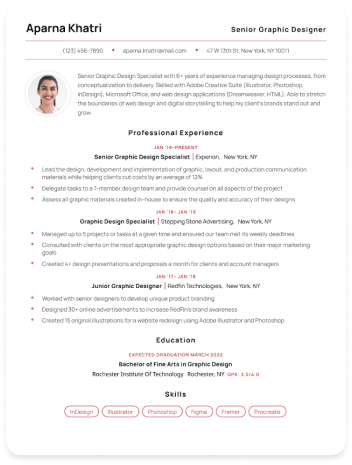 Aparna Khatri
Senior Graphic Designer
(123) 456-7890 • aparna.khatri@mail.com • 47 W 13th St, New York, NY 10011
Senior Graphic Design Specialist with 6+ years of experience managing design processes, from
conceptualization to delivery. Skilled with Adobe Creative Suite (Illustrator, Photoshop,
InDesign), Microsoft Office, and web design applications (Dreamweaver, HTML). Able to stretch
the boundaries of web design and digital storytelling to help my client's brands stand out and
grow.
Professional Experience
JAN '19–PRESENT
Senior Graphic Design Specialist | Experion, New York, NY
• Lead the design, development and implementation of graphic, layout, and production communication
materials while helping clients cut costs by an average of 12%
• Delegate tasks to a 7-member design team and provide counsel on all aspects of the project
• Assess all graphic materials created in-house to ensure the quality and accuracy of their designs
JAN '18– JAN '19
Graphic Design Specialist | Stepping Stone Advertising, New York, NY
• Managed up to 5 projects or tasks at a given time and ensured our team met its weekly deadlines
• Consulted with clients on the most appropriate graphic design options based on their major marketing
goals
• Created 4+ design presentations and proposals a month for clients and account managers
JAN '17– JAN '18
Junior Graphic Designer | Redfin Technologies, New York, NY
• Worked with senior designers to develop unique product branding
• Designed 30+ online advertisements to increase RedFin's brand awareness
• Created 15 original illustrations for a website redesign using Adobe Illustrator and Photoshop
Education
EXPECTED GRADUATION MARCH 2022
Bachelor of Fine Arts in Graphic Design
Rochester Institute Of Technology Rochester, NY GPA: 3.5/4.0
Skills
InDesign Illustrator Photoshop Figma Framer Procreate